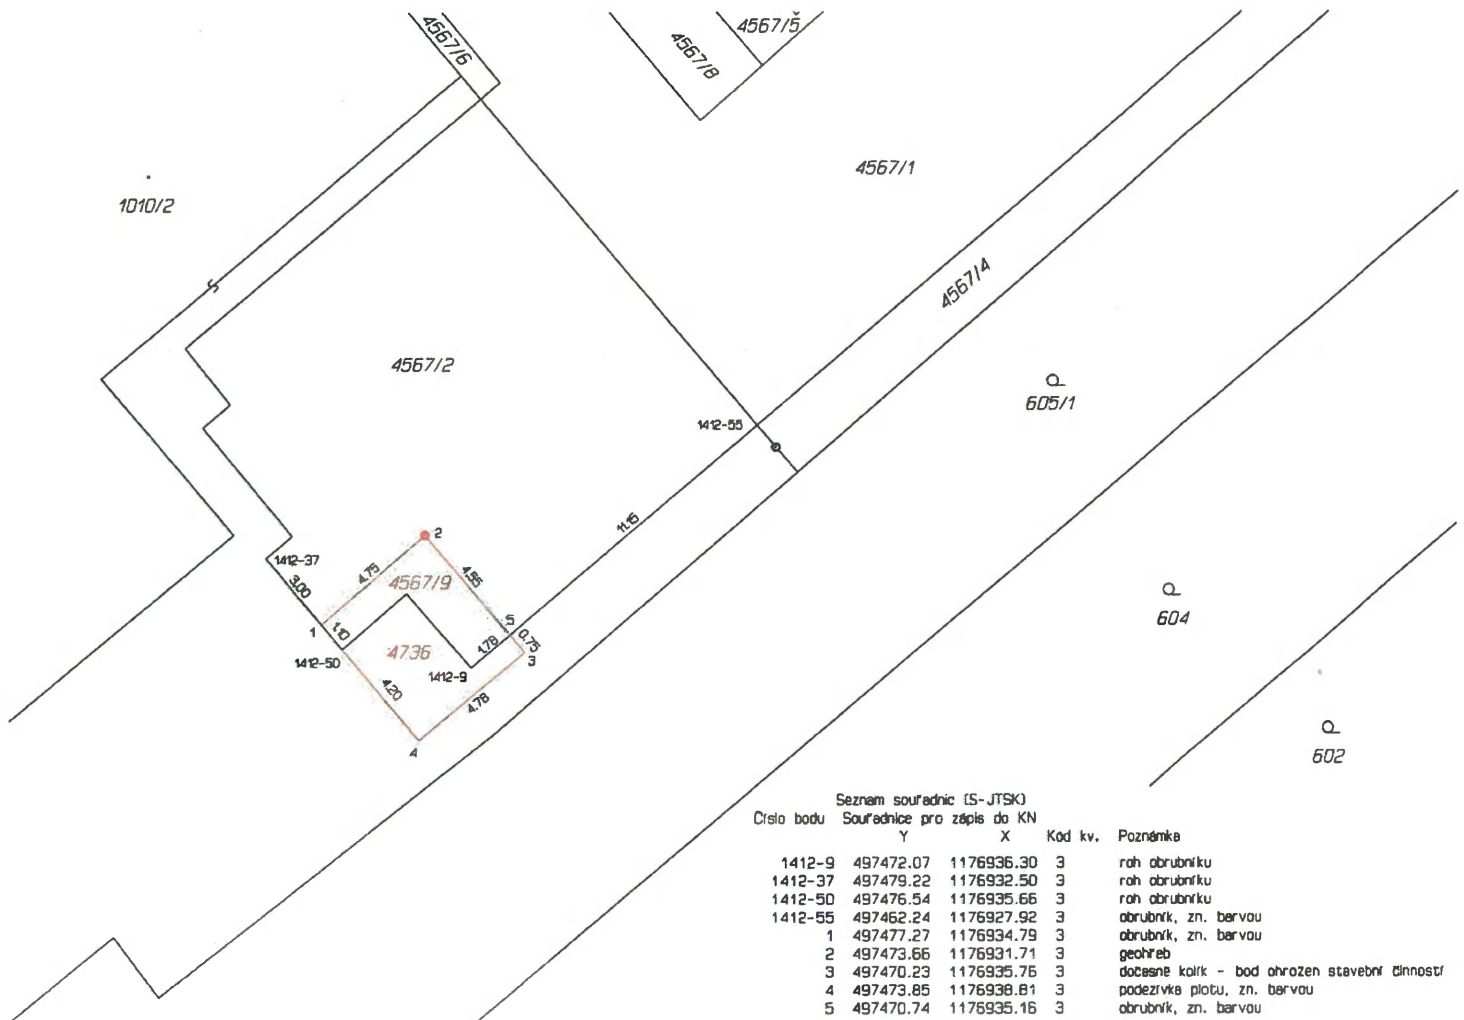 4567/6
4567/5
4567/8
4567/1
1010/2
4567/4
4567/2
605/1
1412-55
11.15
2
1412-37
3.00
4.75
4567/9
4.55
604
1
1.10
5
0.75
4736
1.78
3
1412-50
1412-9
4.20
4.78
4
602
Seznam souřadnic (S-JTSK)
Číslo bodu Souřadnice pro zápis do KN
Y X Kód kv. Poznámka
1412-9 497472.07 1176936.30 3 roh obrubníku
1412-37 497479.22 1176932.50 3 roh obrubníku
1412-50 497476.54 1176935.66 3 roh obrubníku
1412-55 497462.24 1176927.92 3 obrubník, zn. barvou
1 497477.27 1176934.79 3 obrubník, zn. barvou
2 497473.66 1176931.71 3 geohřeb
3 497470.23 1176935.76 3 dočasně kolík - bod ohrožen stavební činností
4 497473.85 1176938.81 3 podezívka plotu, zn. barvou
5 497470.74 1176935.16 3 obrubník, zn. barvou